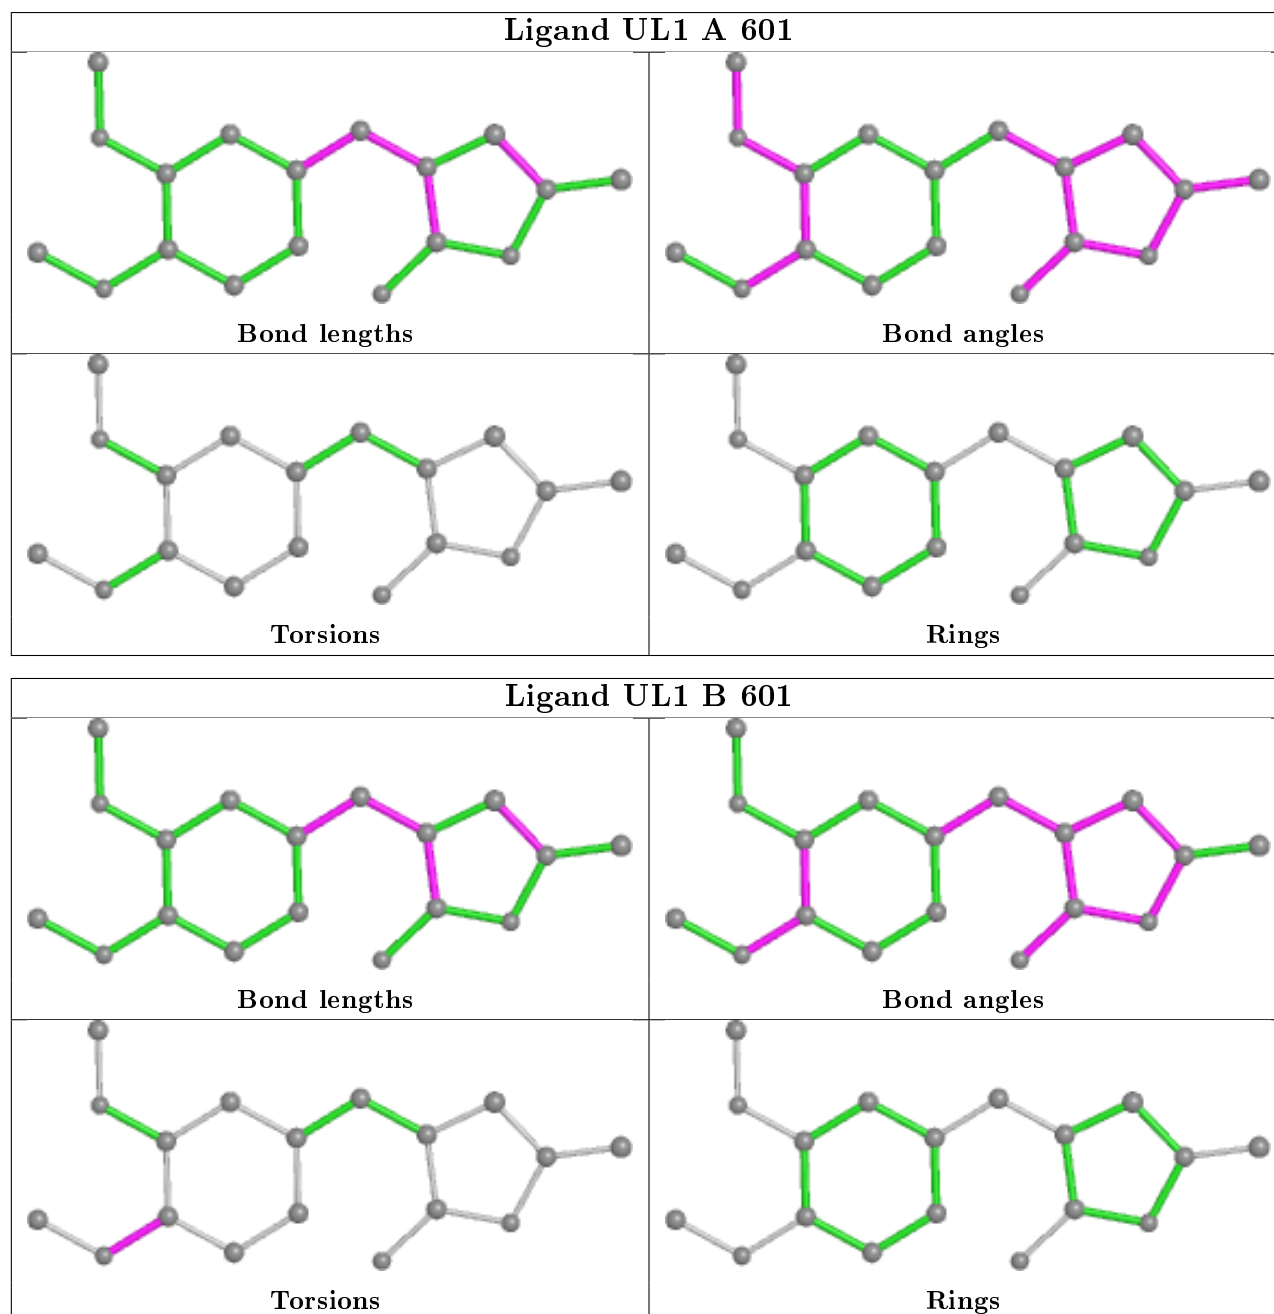 Ligand UL1 A 601
Bond lengths
Bond angles
Torsions
Rings
Ligand UL1 B 601
Bond lengths
Bond angles
Torsions
Rings